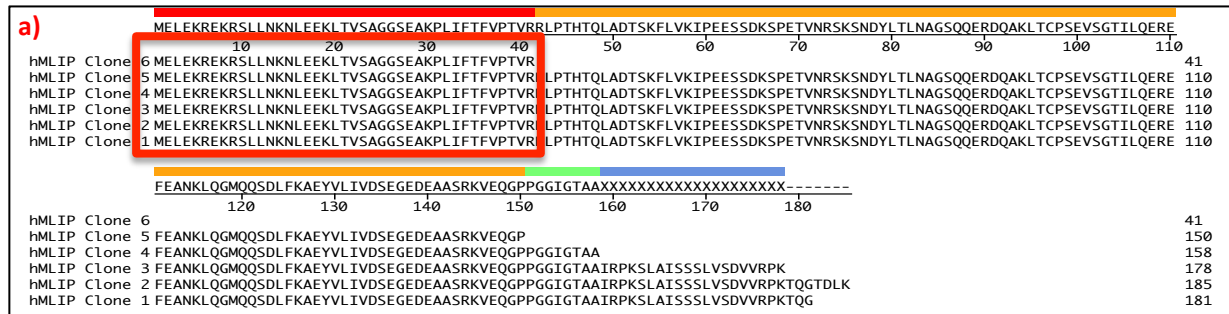 a)
MELEKREKRSLLNKNLEEKLTVSAGGSEAKPLIFTFVPTVRRLPTHTQLADTSKFLVKIPEESSDKSPETVNRSKSNDYLTLNAGSQQERDQAKLTCPSEVSGTILQERE
10 20 30 40 50 60 70 80 90 100 110
hMLIP Clone 6 MELEKREKRSLLNKNLEEKLTVSAGGSEAKPLIFTFVPTVR 41
hMLIP Clone 5 MELEKREKRSLLNKNLEEKLTVSAGGSEAKPLIFTFVPTVRRLPTHTQLADTSKFLVKIPEESSDKSPETVNRSKSNDYLTLNAGSQQERDQAKLTCPSEVSGTILQERE 110
hMLIP Clone 4 MELEKREKRSLLNKNLEEKLTVSAGGSEAKPLIFTFVPTVRRLPTHTQLADTSKFLVKIPEESSDKSPETVNRSKSNDYLTLNAGSQQERDQAKLTCPSEVSGTILQERE 110
hMLIP Clone 3 MELEKREKRSLLNKNLEEKLTVSAGGSEAKPLIFTFVPTVRRLPTHTQLADTSKFLVKIPEESSDKSPETVNRSKSNDYLTLNAGSQQERDQAKLTCPSEVSGTILQERE 110
hMLIP Clone 2 MELEKREKRSLLNKNLEEKLTVSAGGSEAKPLIFTFVPTVRRLPTHTQLADTSKFLVKIPEESSDKSPETVNRSKSNDYLTLNAGSQQERDQAKLTCPSEVSGTILQERE 110
hMLIP Clone 1 MELEKREKRSLLNKNLEEKLTVSAGGSEAKPLIFTFVPTVRRLPTHTQLADTSKFLVKIPEESSDKSPETVNRSKSNDYLTLNAGSQQERDQAKLTCPSEVSGTILQERE 110
FEANKLQGMQQSDLFKAEYVLIVDSEGEDEAASRKVEQGPPGGIGTAAXXXXXXXXXXXXXXXXXXXX-------
120 130 140 150 160 170 180
hMLIP Clone 6 41
hMLIP Clone 5 FEANKLQGMQQSDLFKAEYVLIVDSEGEDEAASRKVEQGP 150
hMLIP Clone 4 FEANKLQGMQQSDLFKAEYVLIVDSEGEDEAASRKVEQGPPGGIGTAA 158
hMLIP Clone 3 FEANKLQGMQQSDLFKAEYVLIVDSEGEDEAASRKVEQGPPGGIGTAAIRPKSLAISSSLVSDVVRPK 178
hMLIP Clone 2 FEANKLQGMQQSDLFKAEYVLIVDSEGEDEAASRKVEQGPPGGIGTAAIRPKSLAISSSLVSDVVRPKTQGTDLK 185
hMLIP Clone 1 FEANKLQGMQQSDLFKAEYVLIVDSEGEDEAASRKVEQGPPGGIGTAAIRPKSLAISSSLVSDVVRPKTQG 181